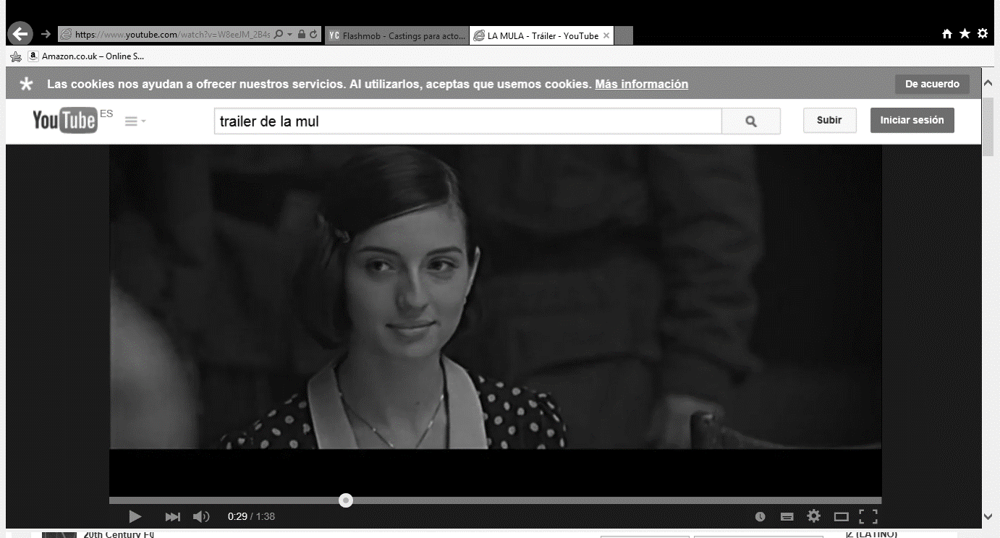 https://www.youtube.com/watch?v=W8eeJM_2B4s
YC Flashmob - Castings para acto...
LA MULA - Tráiler - YouTube
Amazon.co.uk – Online S...
Las cookies nos ayudan a ofrecer nuestros servicios. Al utilizarlos, aceptas que usemos cookies. Más información
De acuerdo
YouTube ES
trailer de la mul
Subir
Iniciar sesión
0:29 / 1:38
20th Century
(LATINO)